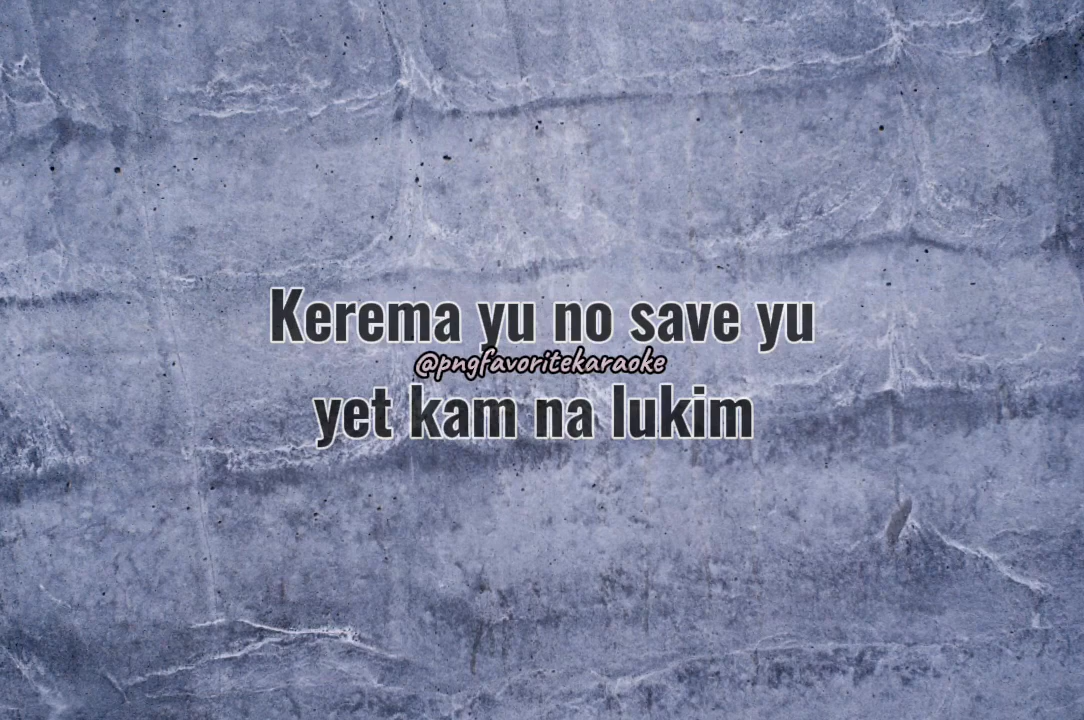 Kerema yu no save yu
@pngfavoritekaraoke
yet kam na lukim